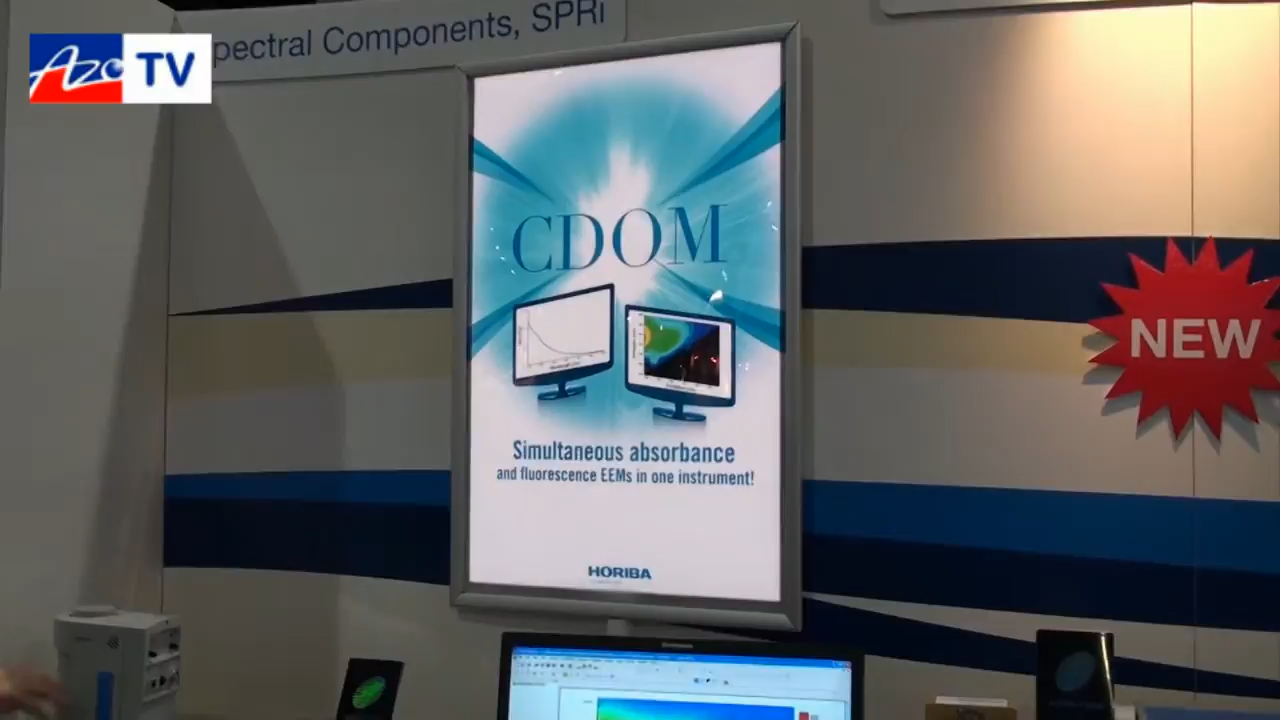 Azo TV
pectral Components, SPRi
CDOM
Simultaneous absorbance
and fluorescence EEMs in one instrument!
HORIBA
NEW